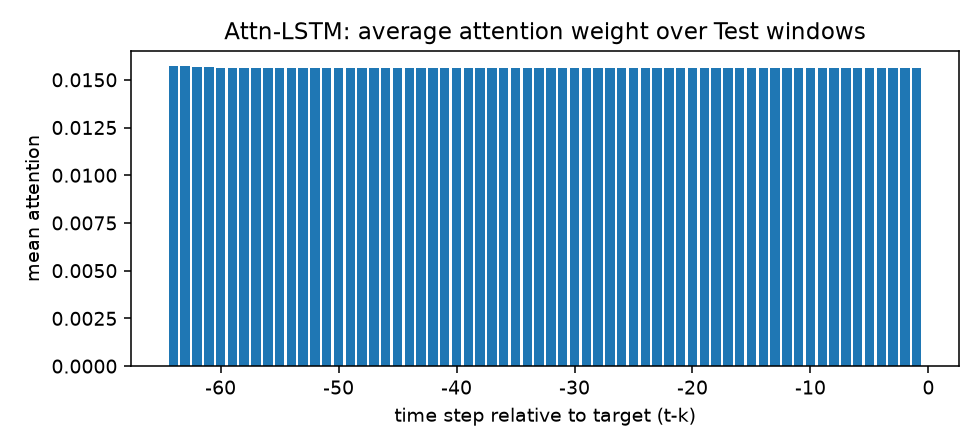 Attn-LSTM: average attention weight over Test windows
0.0150
0.0125
0.0100
0.0075
0.0050
0.0025
0.0000
mean attention
-60 -50 -40 -30 -20 -10 0
time step relative to target (t-k)